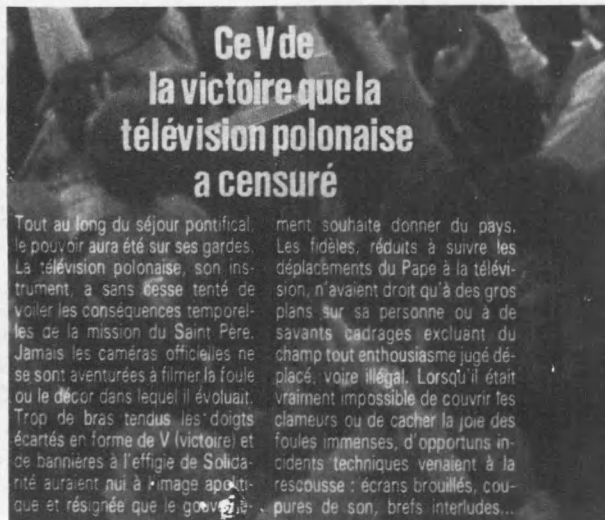 Ce V de
la victoire que la
télévision polonaise
a censuré
Tout au long du séjour pontifical,
le pouvoir aura été sur ses gardes.
La télévision polonaise, son ins-
trument, a sans cesse tenté de
voiler les conséquences temporel-
les de la mission du Saint Père.
Jamais les caméras officielles ne
se sont aventurées à filmer la foule
ou le décor dans lequel il évoluait.
Trop de bras tendus les doigts
écartés en forme de V (victoire) et
de bannières à l'effigie de Solida-
rité auraient nui à l'image apoliti-
que et résignée que le gouverne-
ment souhaite donner du pays.
Les fidèles, réduits à suivre les
déplacements du Pape à la télévi-
sion, n'avaient droit qu'à des gros
plans sur sa personne ou à de
savants cadrages excluant du
champ tout enthousiasme jugé dé-
placé, voire illégal. Lorsqu'il était
vraiment impossible de couvrir les
clameurs ou de cacher la joie des
foules immenses, d'opportuns in-
cidents techniques venaient à la
rescousse : écrans brouillés, cou-
pures de son, brefs interludes...